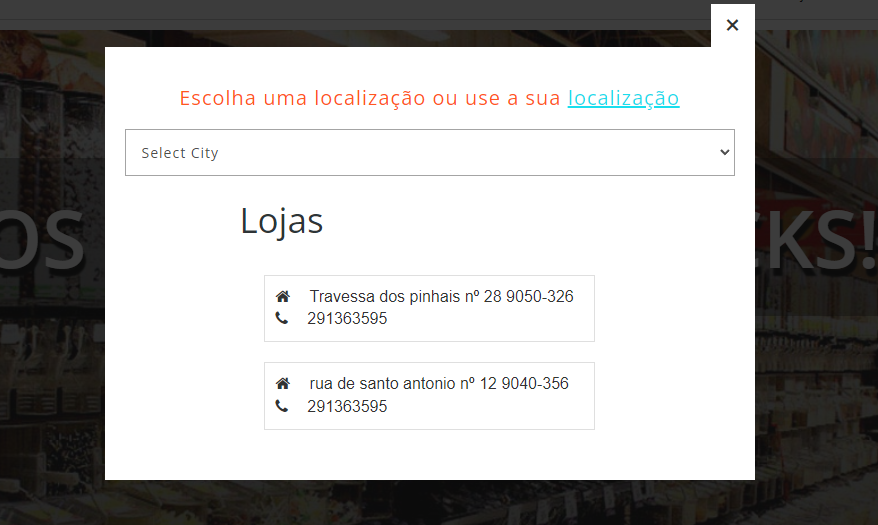 ×
Escolha uma localização ou use a sua localização
Select City
Lojas
Travessa dos pinhais nº 28 9050-326
291363595
rua de santo antonio nº 12 9040-356
291363595